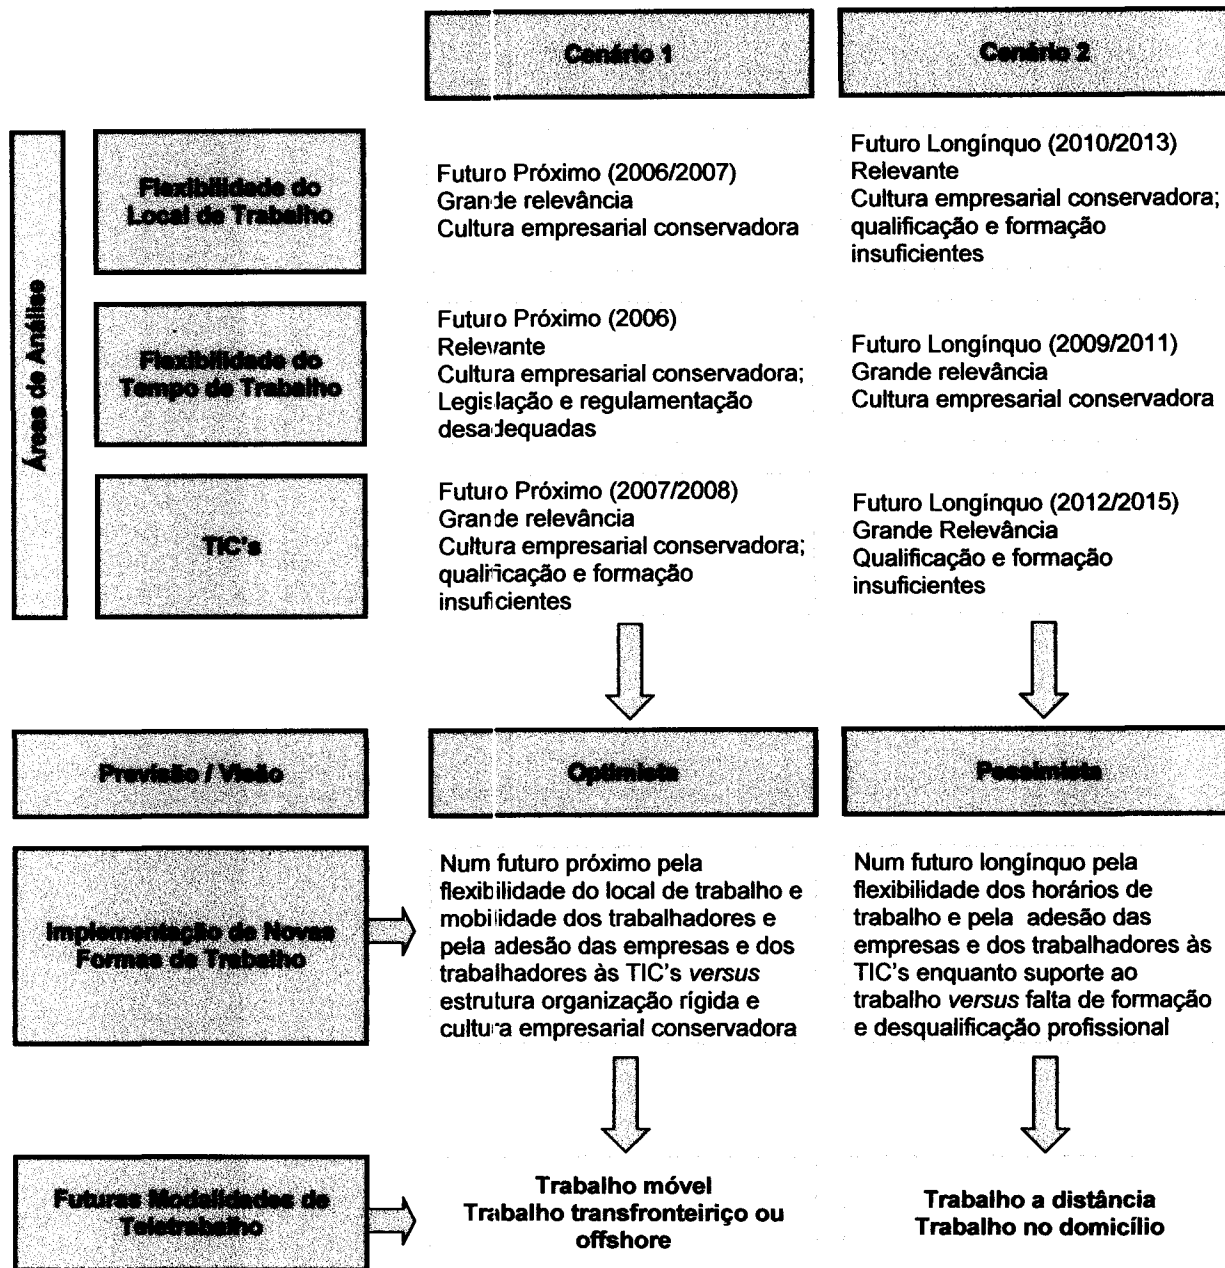 Cenário 1
Cenário 2
Áreas de Análise
Flexibilidade do
Local de Trabalho
Futuro Próximo (2006/2007)
Grande relevância
Cultura empresarial conservadora
Futuro Longínquo (2010/2013)
Relevante
Cultura empresarial conservadora;
qualificação e formação
insuficientes
Flexibilidade do
Tempo de Trabalho
Futuro Próximo (2006)
Relevante
Cultura empresarial conservadora;
Legislação e regulamentação
desadequadas
Futuro Longínquo (2009/2011)
Grande relevância
Cultura empresarial conservadora
TIC's
Futuro Próximo (2007/2008)
Grande relevância
Cultura empresarial conservadora;
qualificação e formação
insuficientes
Futuro Longínquo (2012/2015)
Grande Relevância
Qualificação e formação
insuficientes
Previsão / Visão
Optimista
Pessimista
Implementação de Novas
Formas de Trabalho
Num futuro próximo pela
flexibilidade do local de trabalho e
mobilidade dos trabalhadores e
pela adesão das empresas e dos
trabalhadores às TIC's versus
estrutura organização rígida e
cultura empresarial conservadora
Num futuro longínquo pela
flexibilidade dos horários de
trabalho e pela adesão das
empresas e dos trabalhadores às
TIC's enquanto suporte ao
trabalho versus falta de formação
e desqualificação profissional
Futuras Modalidades de
Teletrabalho
Trabalho móvel
Trabalho transfronteiriço ou
offshore
Trabalho a distância
Trabalho no domicílio